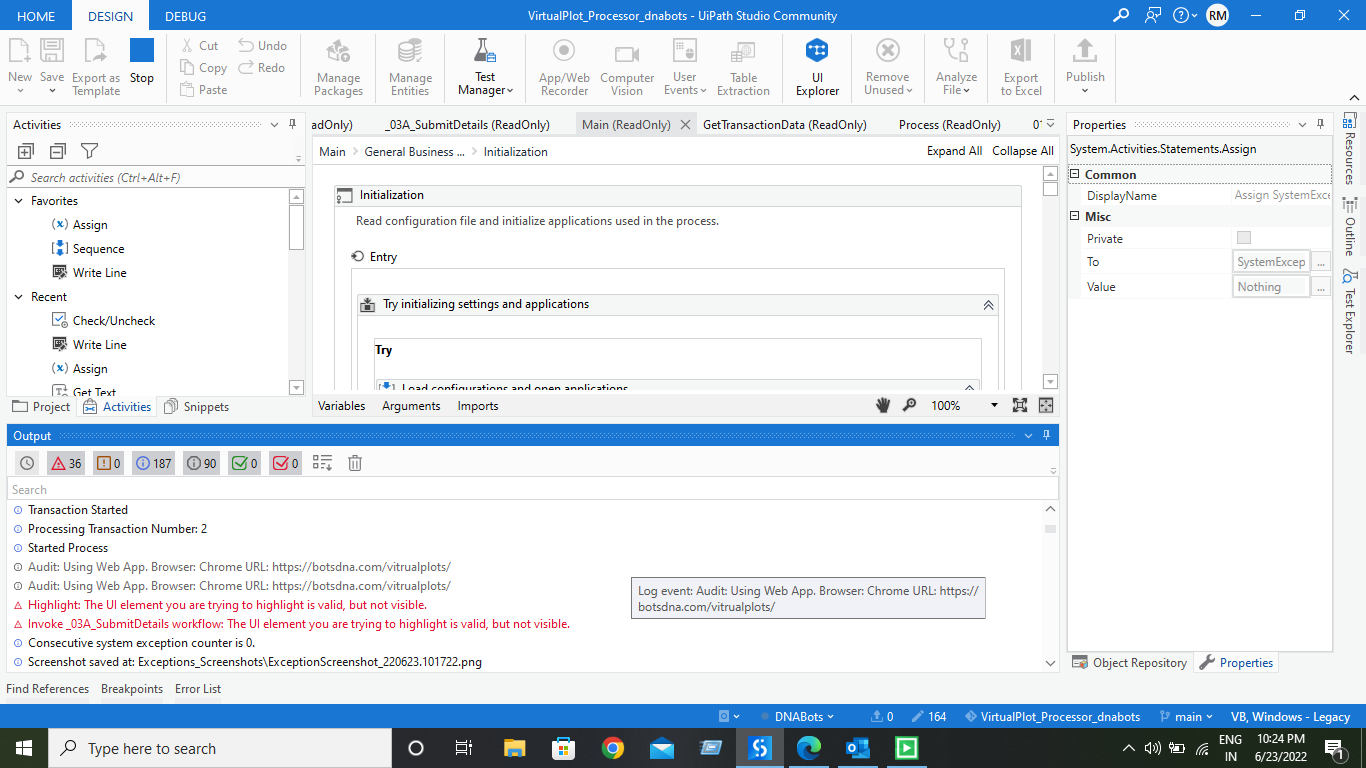 HOME DESIGN DEBUG VirtualPlot_Processor_dnabots - UiPath Studio Community RM
New Save Export as Template Stop Cut Copy Paste Undo Redo Manage Packages Manage Entities Test Manager App/Web Recorder Computer Vision User Events Table Extraction UI Explorer Remove Unused Analyze File Export to Excel Publish
Activities
Search activities (Ctrl+Alt+F)
Favorites
Assign
Sequence
Write Line
Recent
Check/Uncheck
Write Line
Assign
Get Text
Project Activities Snippets
adOnly) _03A_SubmitDetails (ReadOnly) Main (ReadOnly) GetTransactionData (ReadOnly) Process (ReadOnly) 01
Main General Business ... Initialization Expand All Collapse All
Initialization
Read configuration file and initialize applications used in the process.
Entry
Try initializing settings and applications
Try
Load configurations and open applications
Variables Arguments Imports 100%
Properties
System.Activities.Statements.Assign
Common
DisplayName Assign SystemExce
Misc
Private
To SystemExcep ...
Value Nothing ...
Object Repository Properties
Resources
Outline
Test Explorer
Output
36 0 187 90 0 0
Search
Transaction Started
Processing Transaction Number: 2
Started Process
Audit: Using Web App. Browser: Chrome URL: https://botsdna.com/vitrualplots/
Audit: Using Web App. Browser: Chrome URL: https://botsdna.com/vitrualplots/
Highlight: The UI element you are trying to highlight is valid, but not visible.
Invoke _03A_SubmitDetails workflow: The UI element you are trying to highlight is valid, but not visible.
Consecutive system exception counter is 0.
Screenshot saved at: Exceptions_Screenshots\ExceptionScreenshot_220623.101722.png
Log event: Audit: Using Web App. Browser: Chrome URL: https://
botsdna.com/vitrualplots/
Find References Breakpoints Error List
DNABots 0 164 VirtualPlot_Processor_dnabots main VB, Windows - Legacy
Type here to search
ENG 10:24 PM
IN 6/23/2022 1